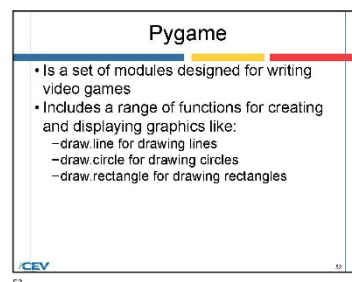 Pygame
• Is a set of modules designed for writing
video games
• Includes a range of functions for creating
and displaying graphics like:
–draw.line for drawing lines
–draw.circle for drawing circles
–draw.rectangle for drawing rectangles
CEV